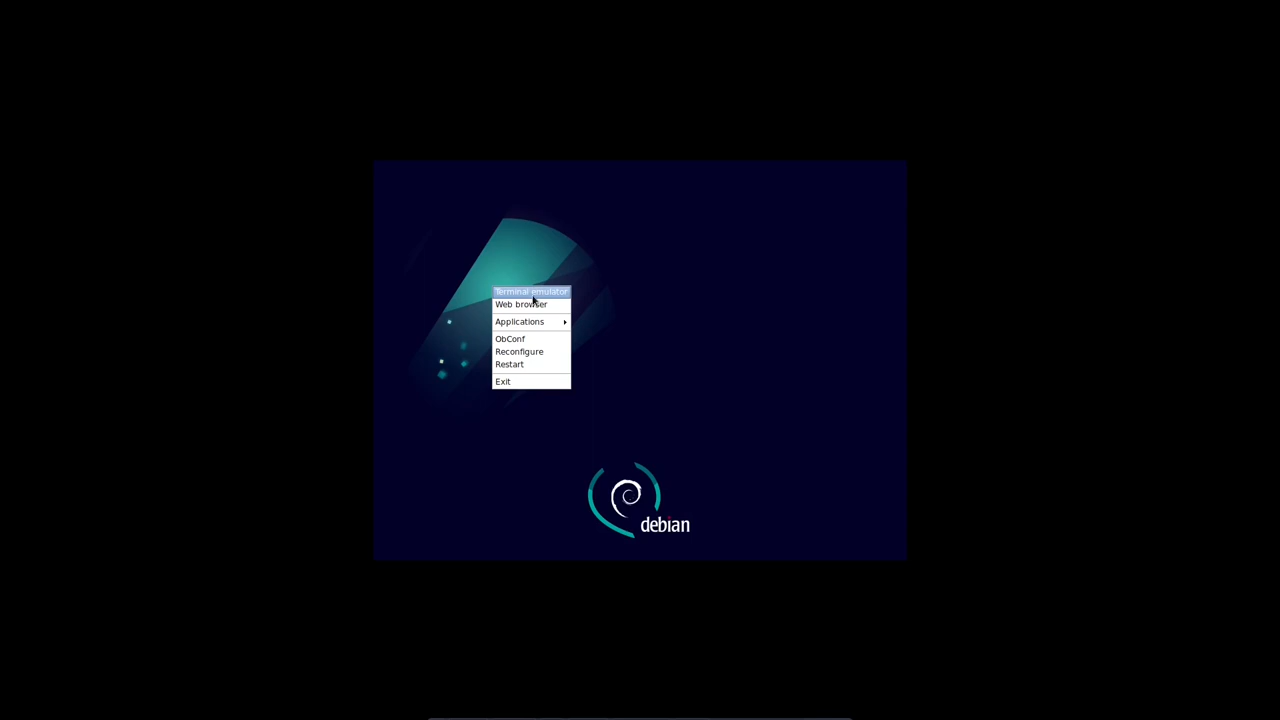 Terminal emulator
Web browser
Applications
ObConf
Reconfigure
Restart
Exit
debian